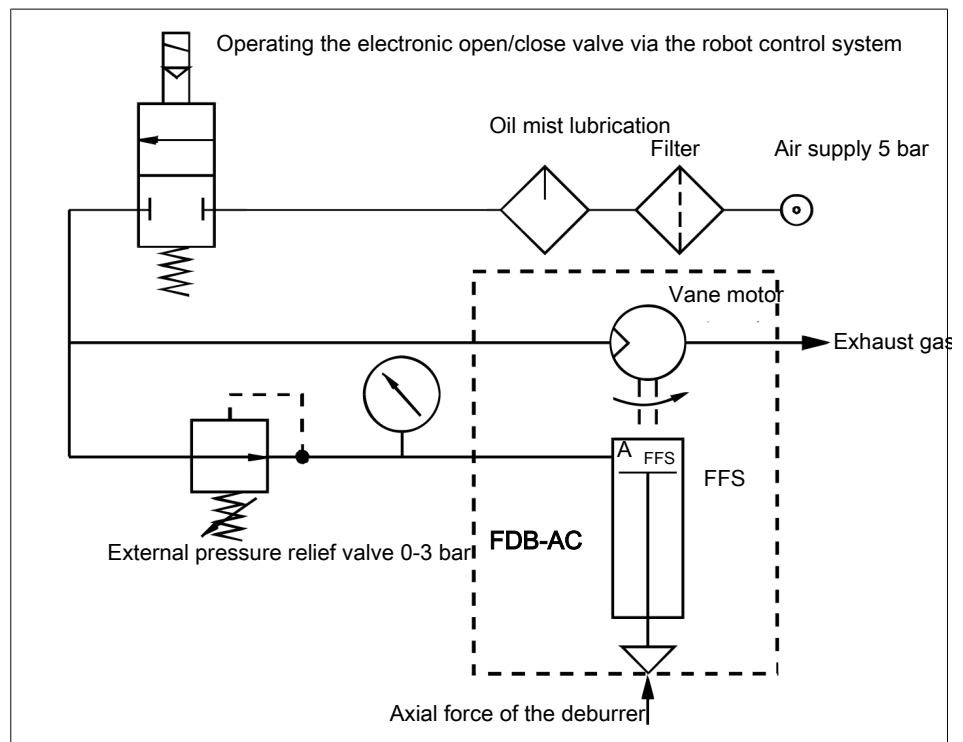 Operating the electronic open/close valve via the robot control system
Oil mist lubrication
Filter
Air supply 5 bar
Vane motor
Exhaust gas
A
FFS
FFS
FDB-AC
External pressure relief valve 0-3 bar
Axial force of the deburrer